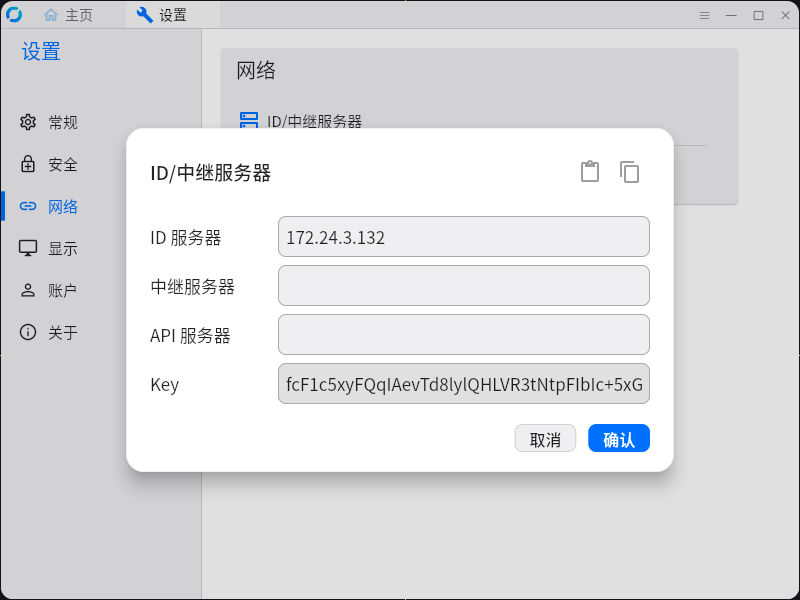 主页
设置
设置
常规
安全
网络
显示
账户
关于
网络
ID/中继服务器
ID/中继服务器
ID 服务器
172.24.3.132
中继服务器
API 服务器
Key
fcF1c5xyFQqIAevTd8lylQHLVR3tNtpFIbIc+5xG
取消
确认